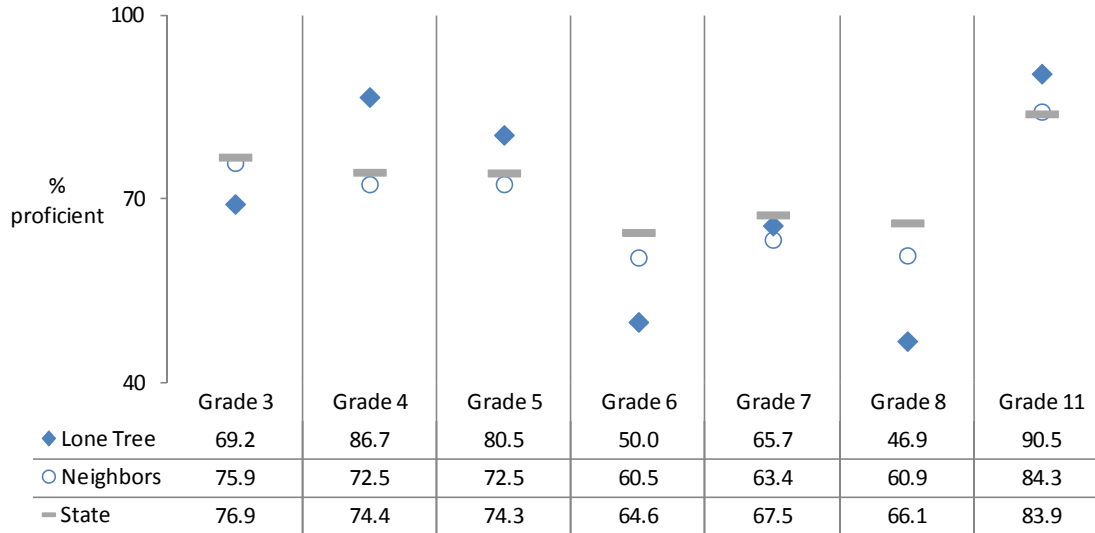 100
%
proficient
70
40
Grade 3 Grade 4 Grade 5 Grade 6 Grade 7 Grade 8 Grade 11
Lone Tree 69.2 86.7 80.5 50.0 65.7 46.9 90.5
Neighbors 75.9 72.5 72.5 60.5 63.4 60.9 84.3
State 76.9 74.4 74.3 64.6 67.5 66.1 83.9